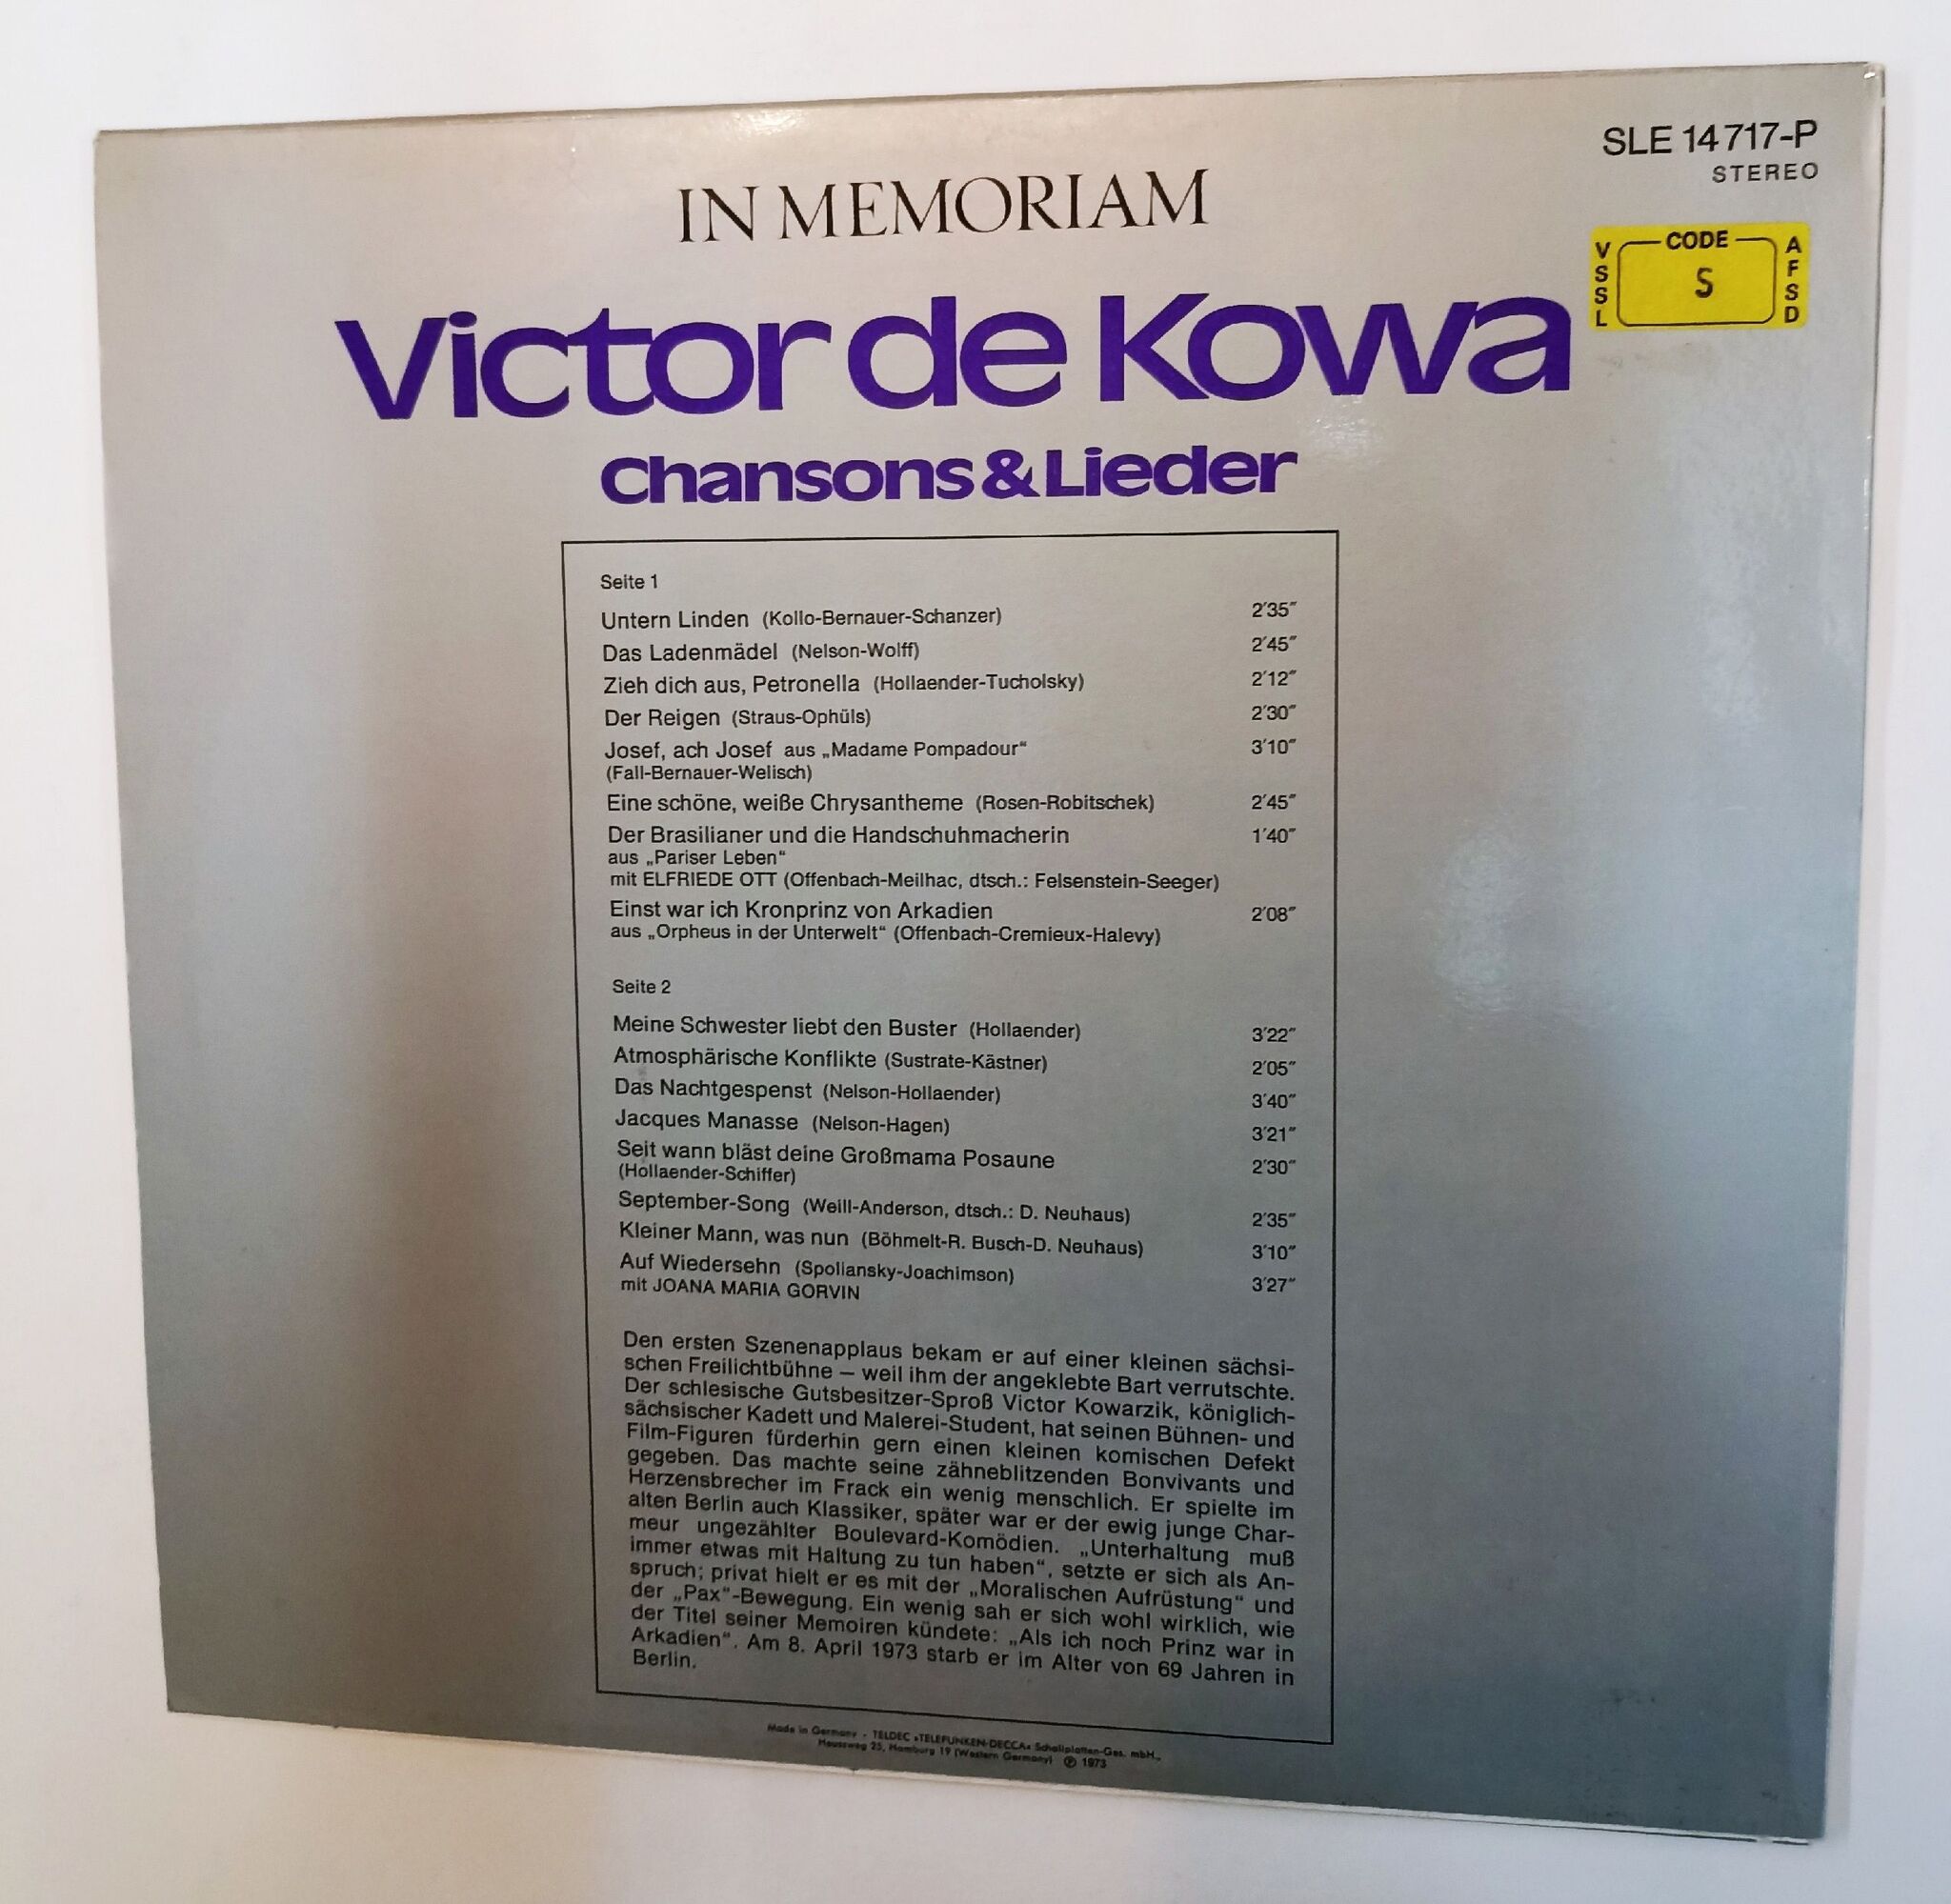 SLE 14717-P
STEREO
IN MEMORIAM
VSSL
CODE
S
AFSD
Victor de Kowa
Chansons & Lieder
Seite 1
Untern Linden (Kollo-Bernauer-Schanzer) 2'35"
Das Ladenmädel (Nelson-Wolff) 2'45"
Zieh dich aus, Petronella (Hollaender-Tucholsky) 2'12"
Der Reigen (Straus-Ophüls) 2'30"
Josef, ach Josef aus „Madame Pompadour“ 3'10"
(Fall-Bernauer-Welisch)
Eine schöne, weiße Chrysantheme (Rosen-Robitschek) 2'45"
Der Brasilianer und die Handschuhmacherin 1'40"
aus „Pariser Leben“
mit ELFRIEDE OTT (Offenbach-Meilhac, dtsch.: Felsenstein-Seeger)
Einst war ich Kronprinz von Arkadien 2'08"
aus „Orpheus in der Unterwelt“ (Offenbach-Cremieux-Halevy)
Seite 2
Meine Schwester liebt den Buster (Hollaender) 3'22"
Atmosphärische Konflikte (Sustrate-Kästner) 2'05"
Das Nachtgespenst (Nelson-Hollaender) 3'40"
Jacques Manasse (Nelson-Hagen) 3'21"
Seit wann bläst deine Großmama Posaune 2'30"
(Hollaender-Schiffer)
September-Song (Weill-Anderson, dtsch.: D. Neuhaus) 2'35"
Kleiner Mann, was nun (Böhmelt-R. Busch-D. Neuhaus) 3'10"
Auf Wiedersehn (Spoliansky-Joachimson) 3'27"
mit JOANA MARIA GORVIN
Den ersten Szenenapplaus bekam er auf einer kleinen sächsi-
schen Freilichtbühne – weil ihm der angeklebte Bart verrutschte.
Der schlesische Gutsbesitzer-Sproß Victor Kowarzik, königlich-
sächsischer Kadett und Malerei-Student, hat seinen Bühnen- und
Film-Figuren fürderhin gern einen kleinen komischen Defekt
gegeben. Das machte seine zähneblitzenden Bonvivants und
Herzensbrecher im Frack ein wenig menschlich. Er spielte im
alten Berlin auch Klassiker, später war er der ewig junge Char-
meur ungezählter Boulevard-Komödien. „Unterhaltung muß
immer etwas mit Haltung zu tun haben“, setzte er sich als An-
spruch; privat hielt er es mit der „Moralischen Aufrüstung“ und
der „Pax“-Bewegung. Ein wenig sah er sich wohl wirklich, wie
der Titel seiner Memoiren kündete: „Als ich noch Prinz war in
Arkadien“. Am 8. April 1973 starb er im Alter von 69 Jahren in
Berlin.
Made in Germany - TELDEC »TELEFUNKEN-DECCA« Schallplatten-Ges. mbH.,
Heussweg 25, Hamburg 19 (Western Germany) ℗ 1973